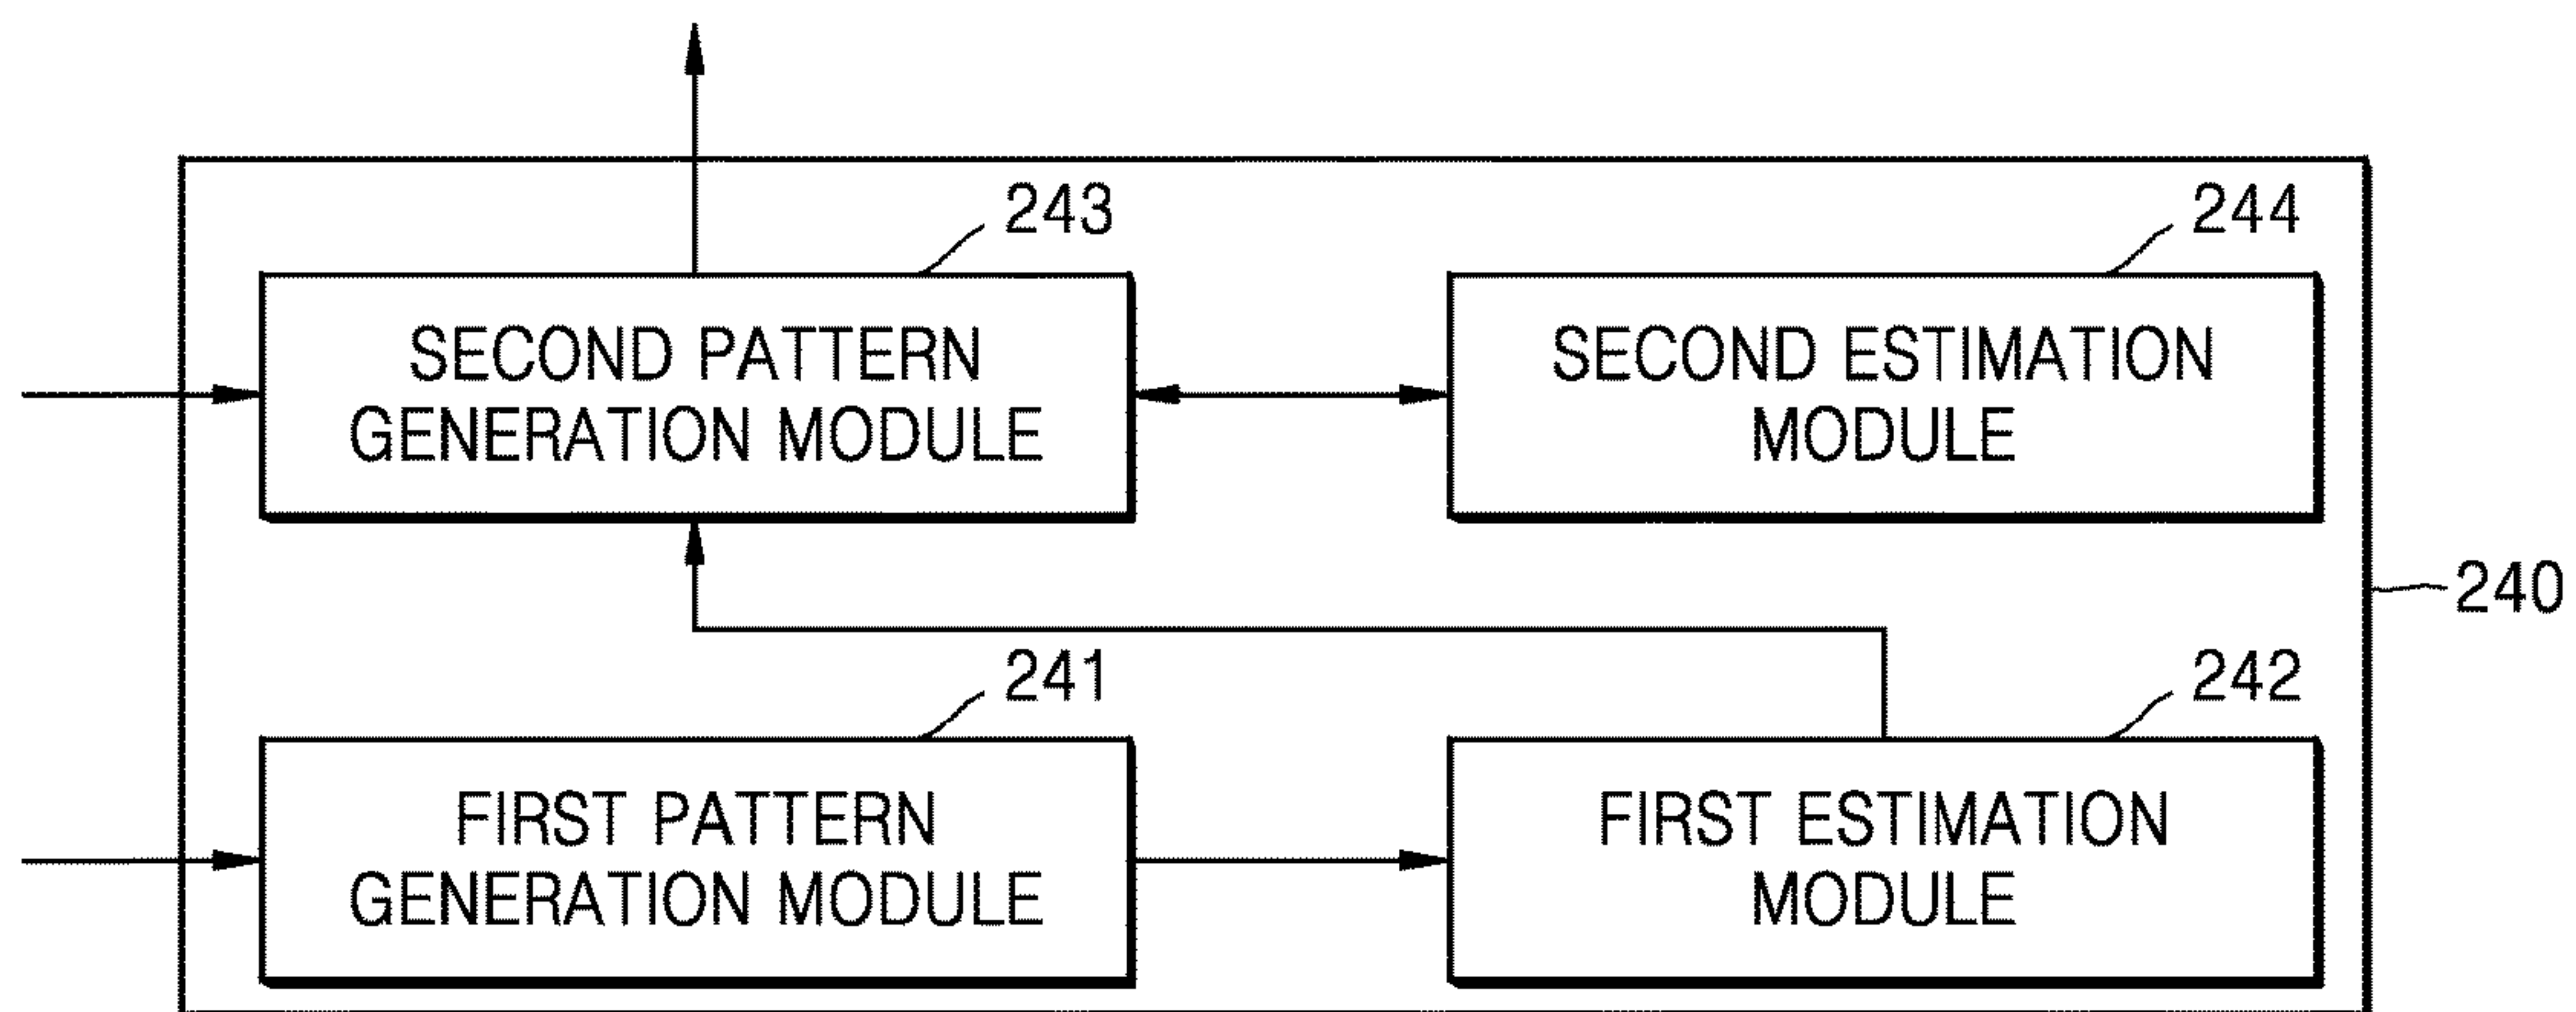 243
244
SECOND PATTERN
GENERATION MODULE
SECOND ESTIMATION
MODULE
240
241
242
FIRST PATTERN
GENERATION MODULE
FIRST ESTIMATION
MODULE